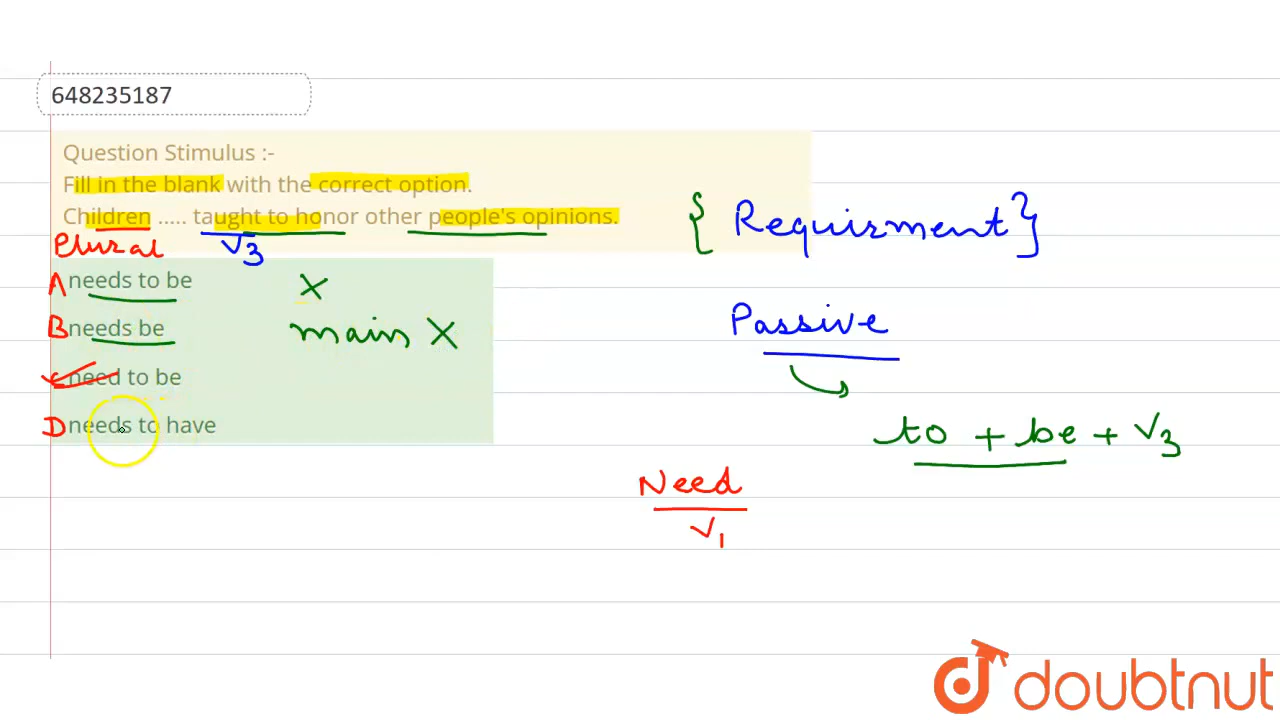 648235187
Question Stimulus :-
Fill in the blank with the correct option.
Children ..... taught to honor other people's opinions.
{ Requirment }
Plural
V3
A needs to be X
B needs be main X
Passive
C need to be
D needs to have
to + be + V3
Need
V1
doubtnut